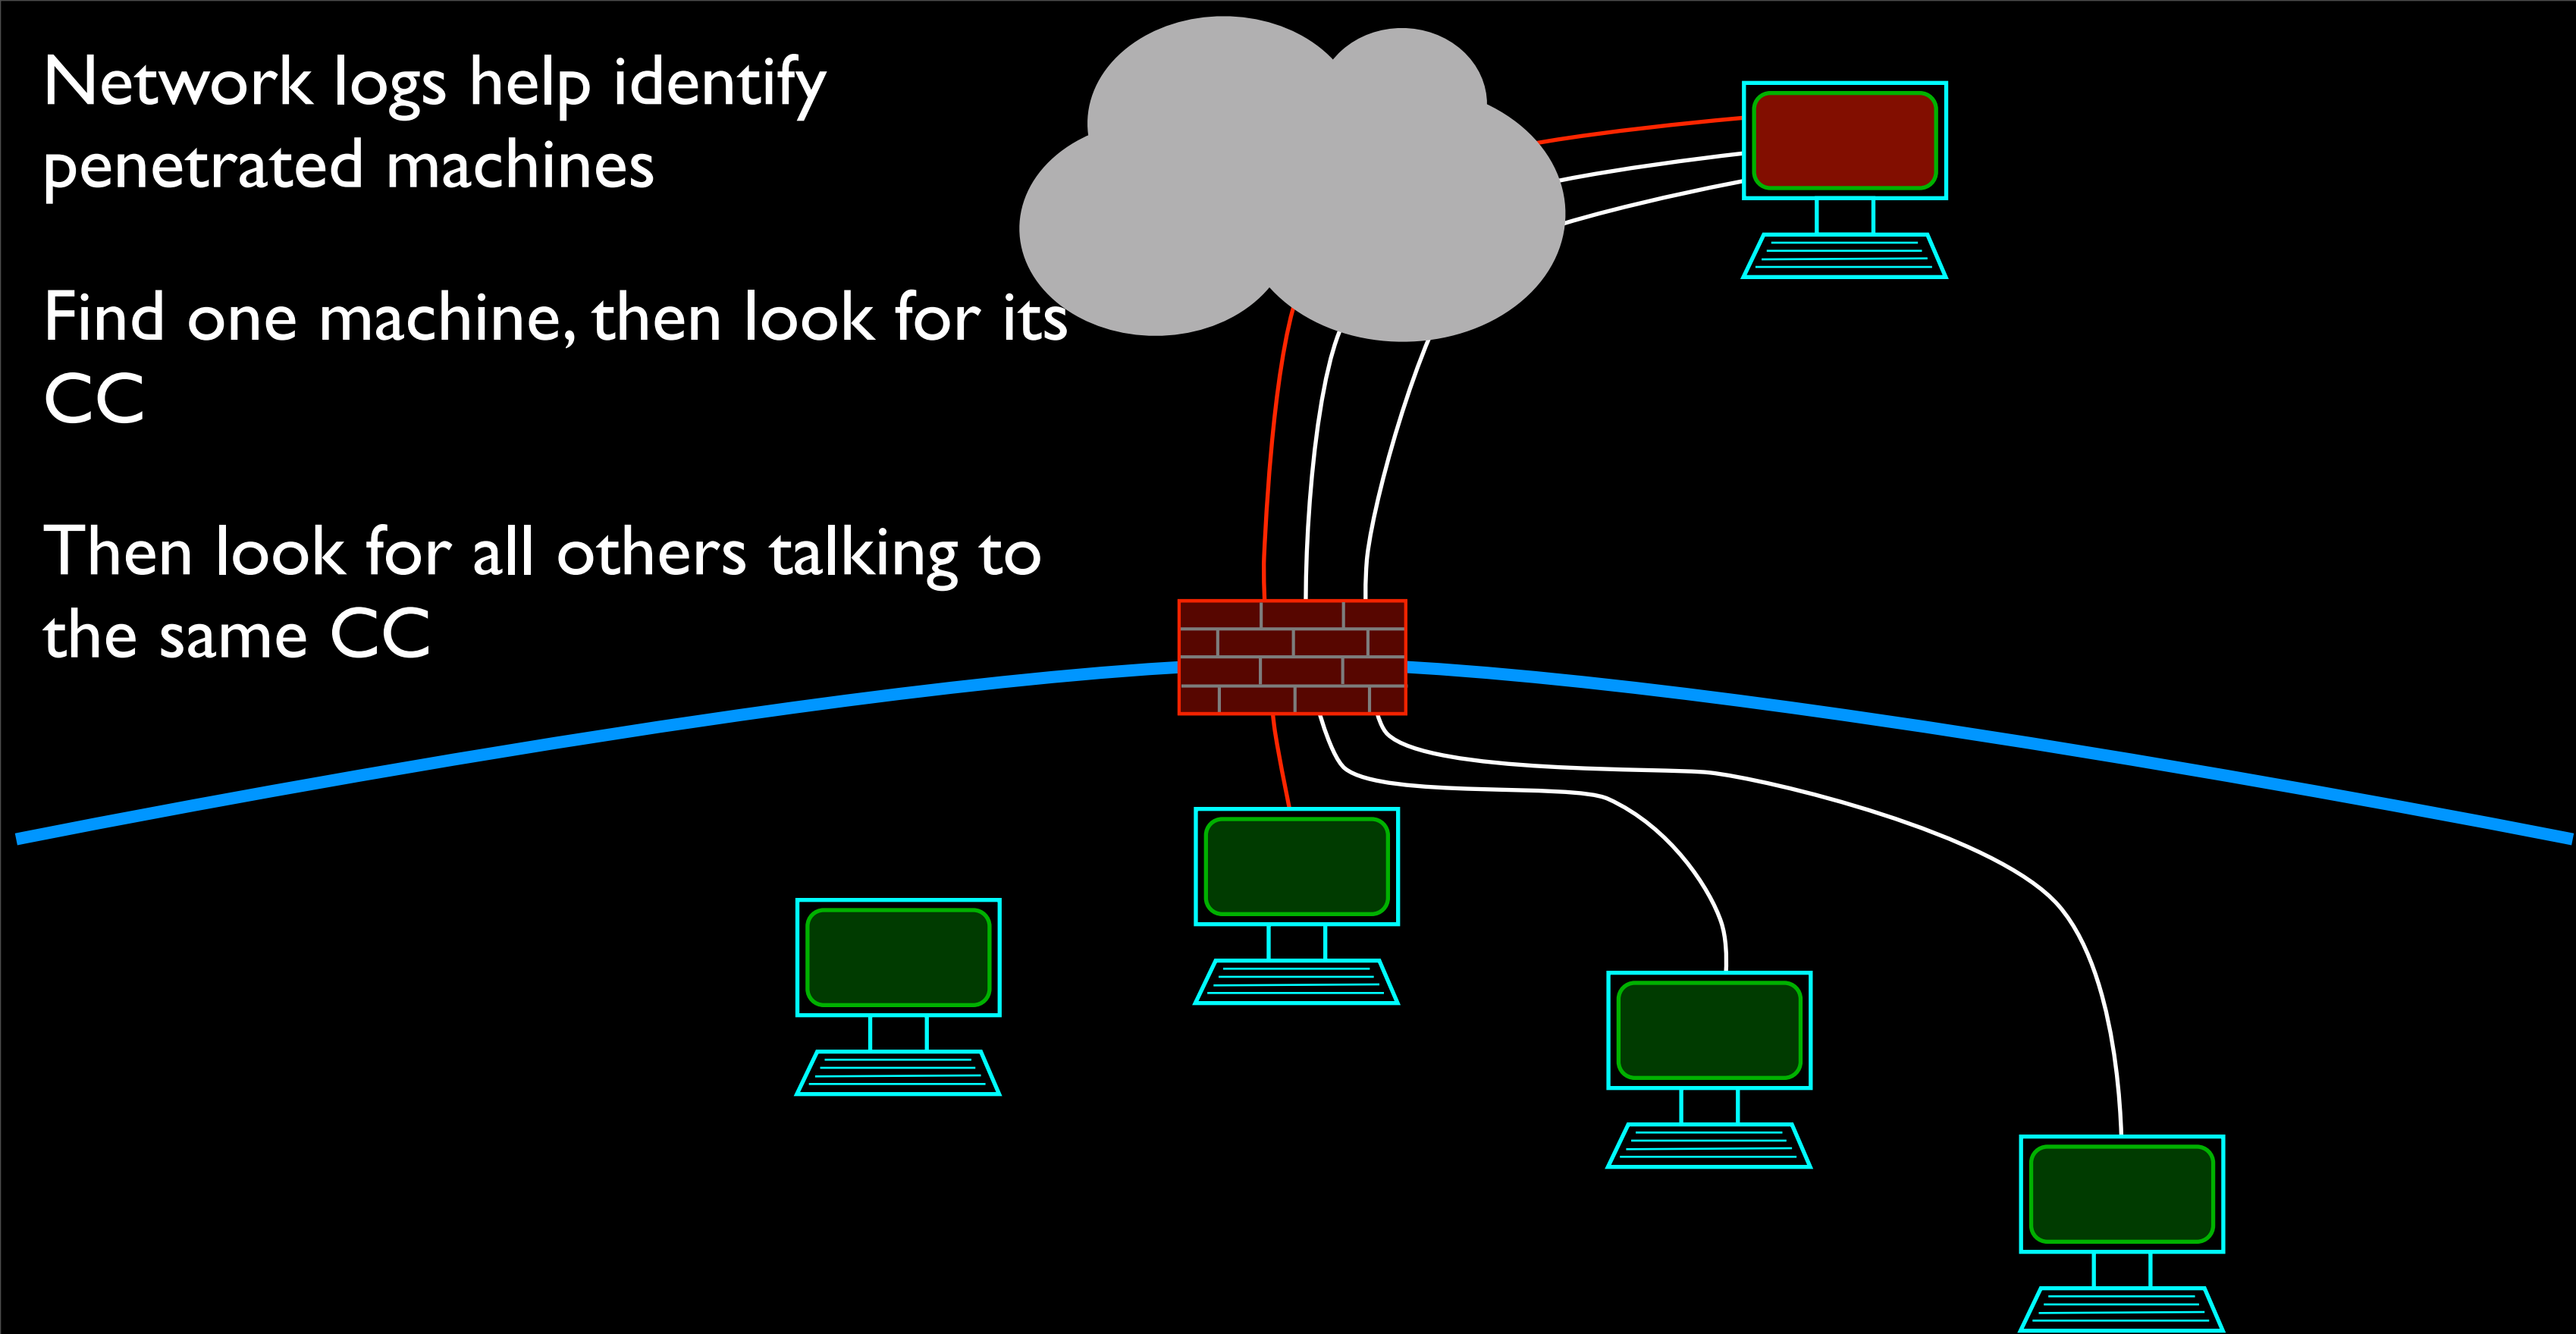 Network logs help identify
penetrated machines
Find one machine, then look for its
CC
Then look for all others talking to
the same CC